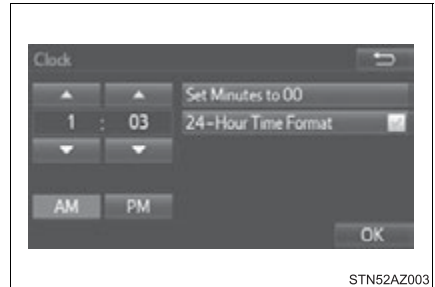 Clock
Set Minutes to 00
1 : 03
24-Hour Time Format
AM PM
OK
STN52AZ003